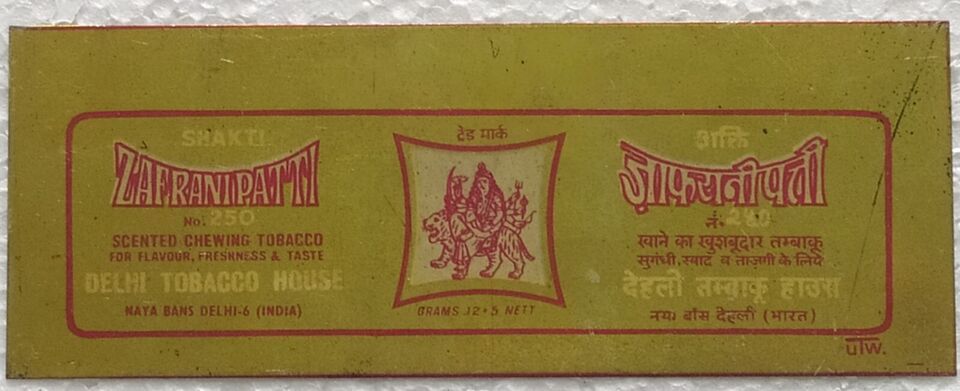 SHAKTI
ZAFRANIPATTI
No. 250
SCENTED CHEWING TOBACCO
FOR FLAVOUR, FRESHNESS & TASTE
DELHI TOBACCO HOUSE
NAYA BANS DELHI-6 (INDIA)
ट्रेड मार्क
GRAMS 12+5 NETT
शक्ति
ज़ाफ़रानी पत्ती
नं. 250
खाने का खुशबूदार तम्बाकू
सुगंधी, स्वाद व ताज़गी के लिये
देहली तम्बाकू हाउस
नया बाँस देहली (भारत)
UTW.